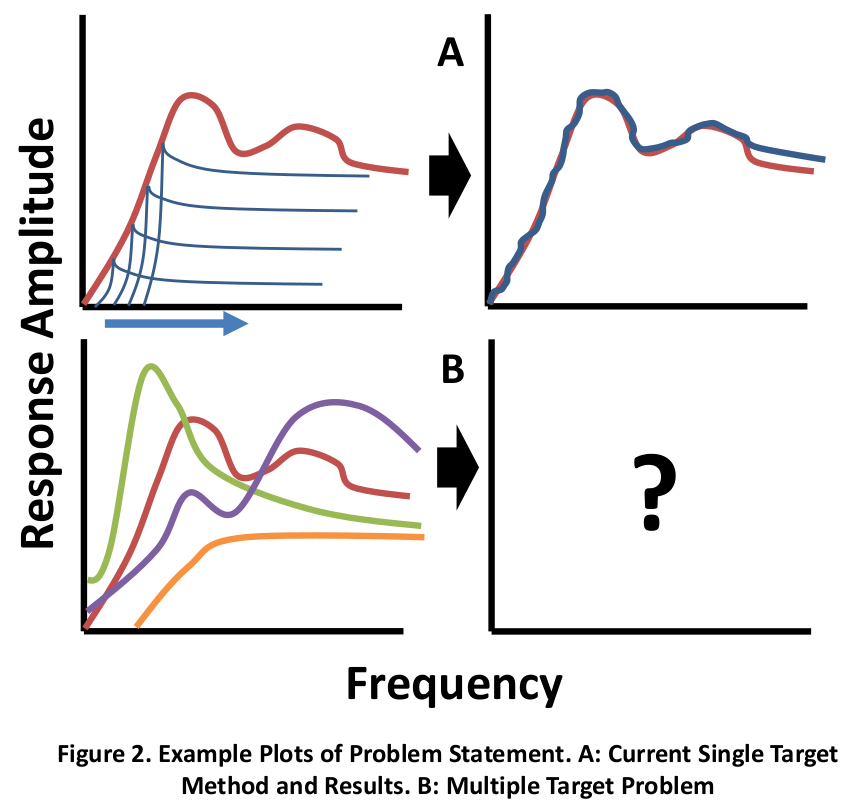 A
Response Amplitude
B
?
Frequency
Figure 2. Example Plots of Problem Statement. A: Current Single Target
Method and Results. B: Multiple Target Problem